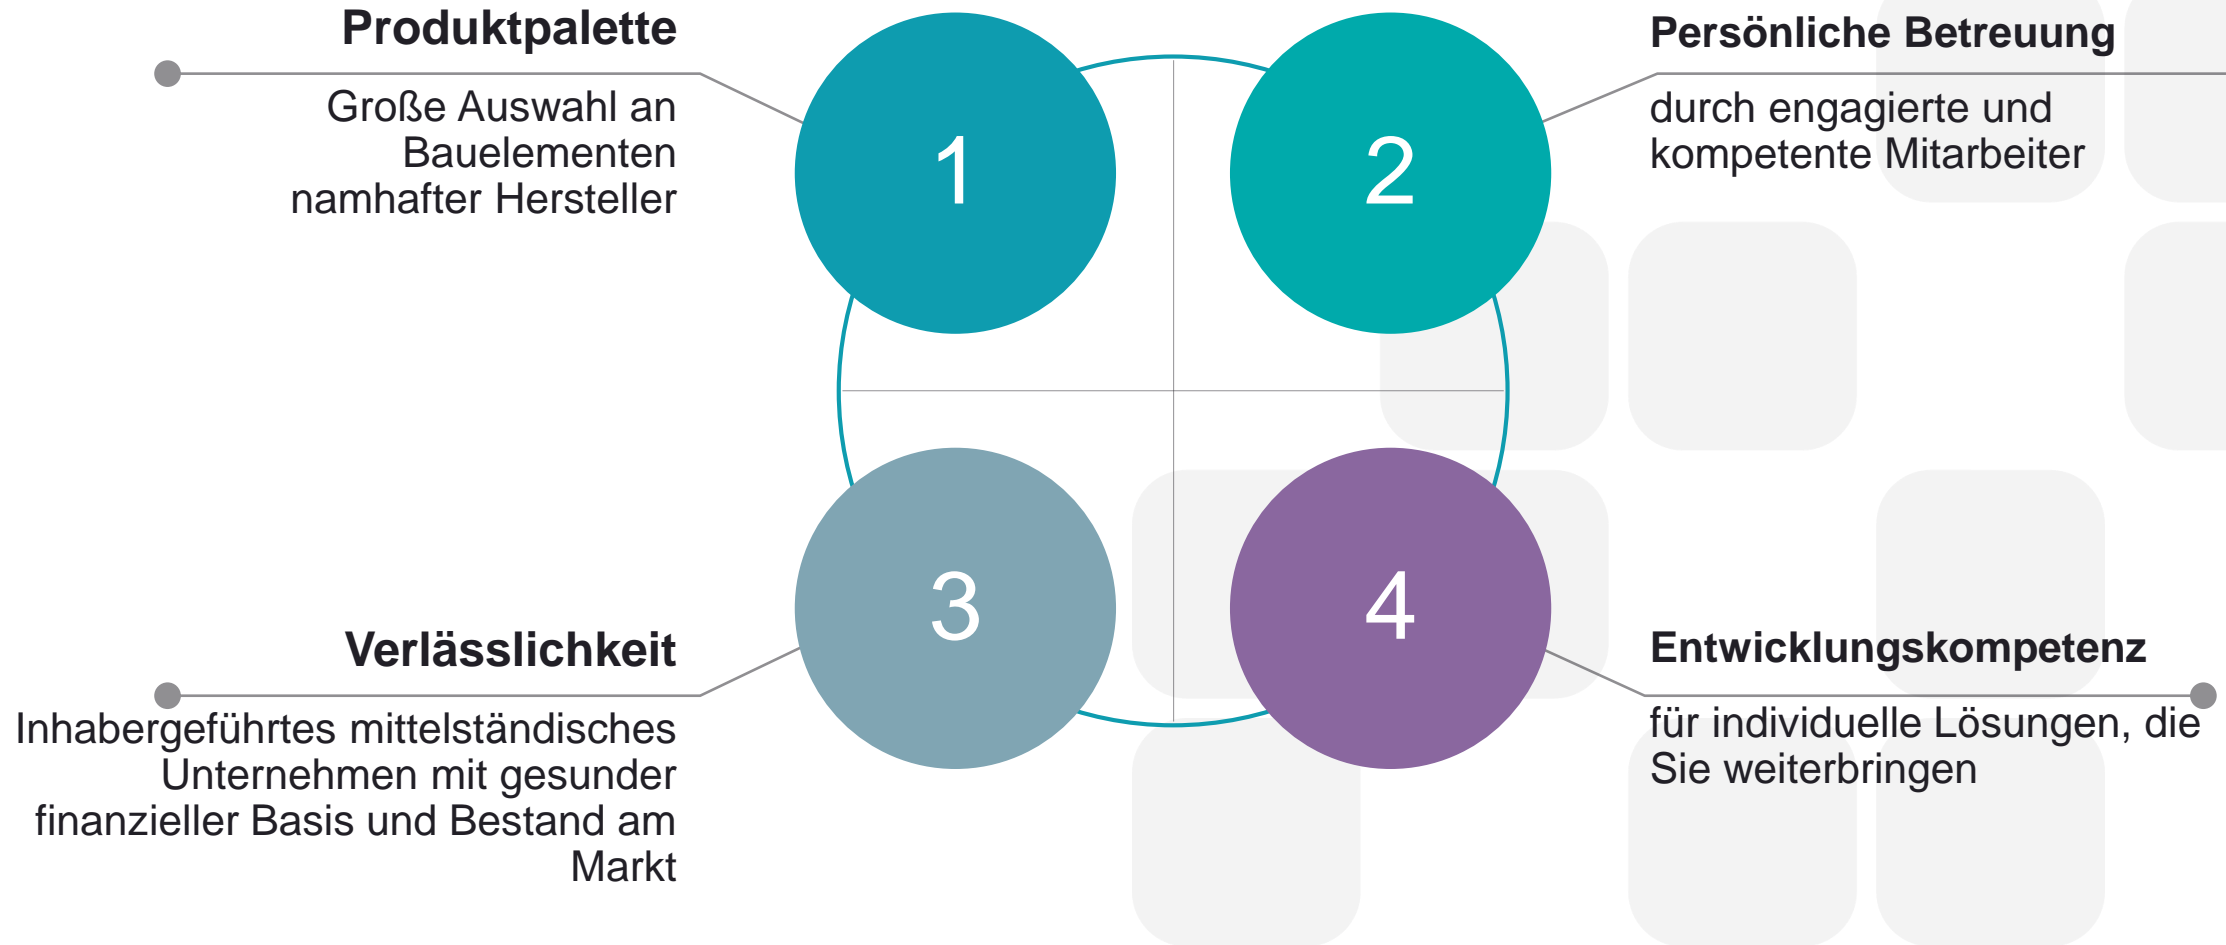 Produktpalette
Große Auswahl an
Bauelementen
namhafter Hersteller
1
2
Persönliche Betreuung
durch engagierte und
kompetente Mitarbeiter
Verlässlichkeit
Inhabergeführtes mittelständisches
Unternehmen mit gesunder
finanzieller Basis und Bestand am
Markt
3
4
Entwicklungskompetenz
für individuelle Lösungen, die
Sie weiterbringen